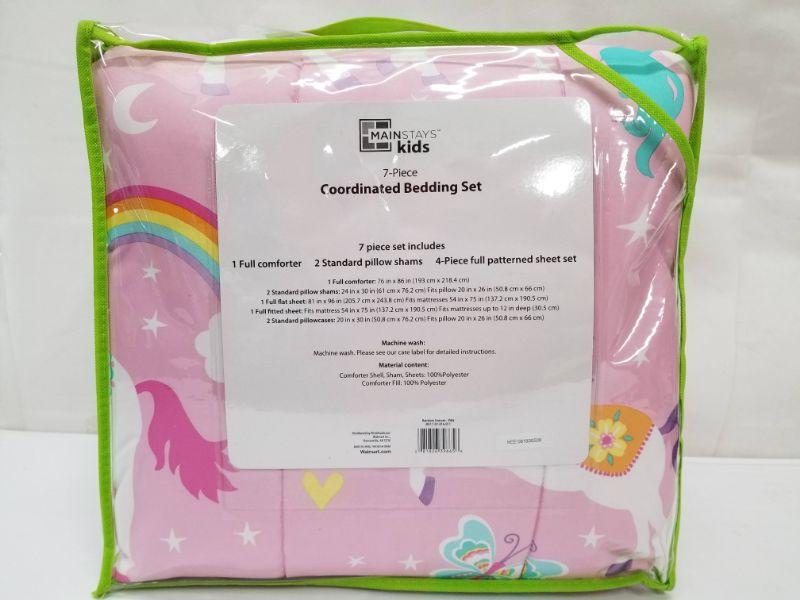 MAINSTAYS™
kids
7-Piece
Coordinated Bedding Set
7 piece set includes
1 Full comforter 2 Standard pillow shams 4-Piece full patterned sheet set
1 Full comforter: 76 in x 86 in (193 cm x 218.4 cm)
2 Standard pillow shams: 24 in x 30 in (61 cm x 76.2 cm) Fits pillow 20 in x 26 in (50.8 cm x 66 cm)
1 Full flat sheet: 81 in x 96 in (205.7 cm x 243.8 cm) Fits mattresses 54 in x 75 in (137.2 cm x 190.5 cm)
1 Full fitted sheet: Fits mattress 54 in x 75 in (137.2 cm x 190.5 cm) Fits mattresses up to 12 in deep (30.5 cm)
2 Standard pillowcases: 20 in x 30 in (50.8 cm x 76.2 cm) Fits pillow 20 in x 26 in (50.8 cm x 66 cm)
Machine wash:
Machine wash. Please see our care label for detailed instructions.
Material content:
Comforter Shell, Sham, Sheets: 100%Polyester
Comforter Fill: 100% Polyester
Walmart Inc.,
Walmart.com